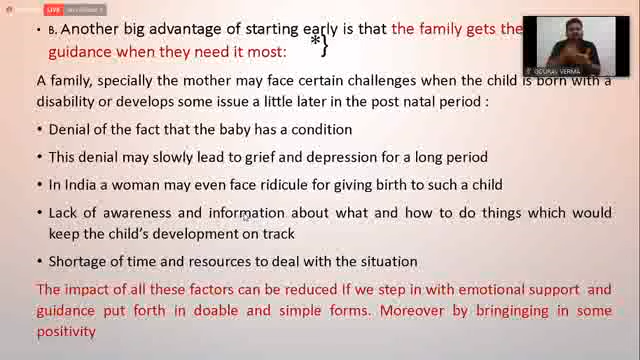 LIVE
• B. Another big advantage of starting early is that the family gets the
guidance when they need it most:
*}
GOURAV VERMA
A family, specially the mother may face certain challenges when the child is born with a
disability or develops some issue a little later in the post natal period :
• Denial of the fact that the baby has a condition
• This denial may slowly lead to grief and depression for a long period
• In India a woman may even face ridicule for giving birth to such a child
• Lack of awareness and information about what and how to do things which would
keep the child's development on track
• Shortage of time and resources to deal with the situation
The impact of all these factors can be reduced If we step in with emotional support and
guidance put forth in doable and simple forms. Moreover by bringinging in some
positivity